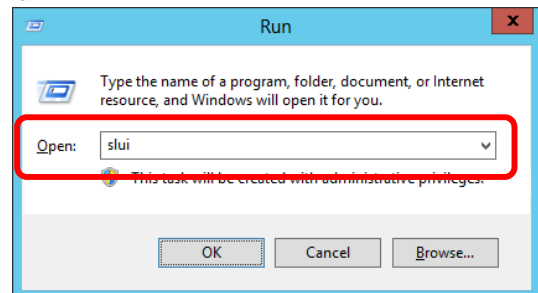 Run
x
Type the name of a program, folder, document, or Internet
resource, and Windows will open it for you.
Open: slui
This task will be created with administrative privileges.
OK Cancel Browse...